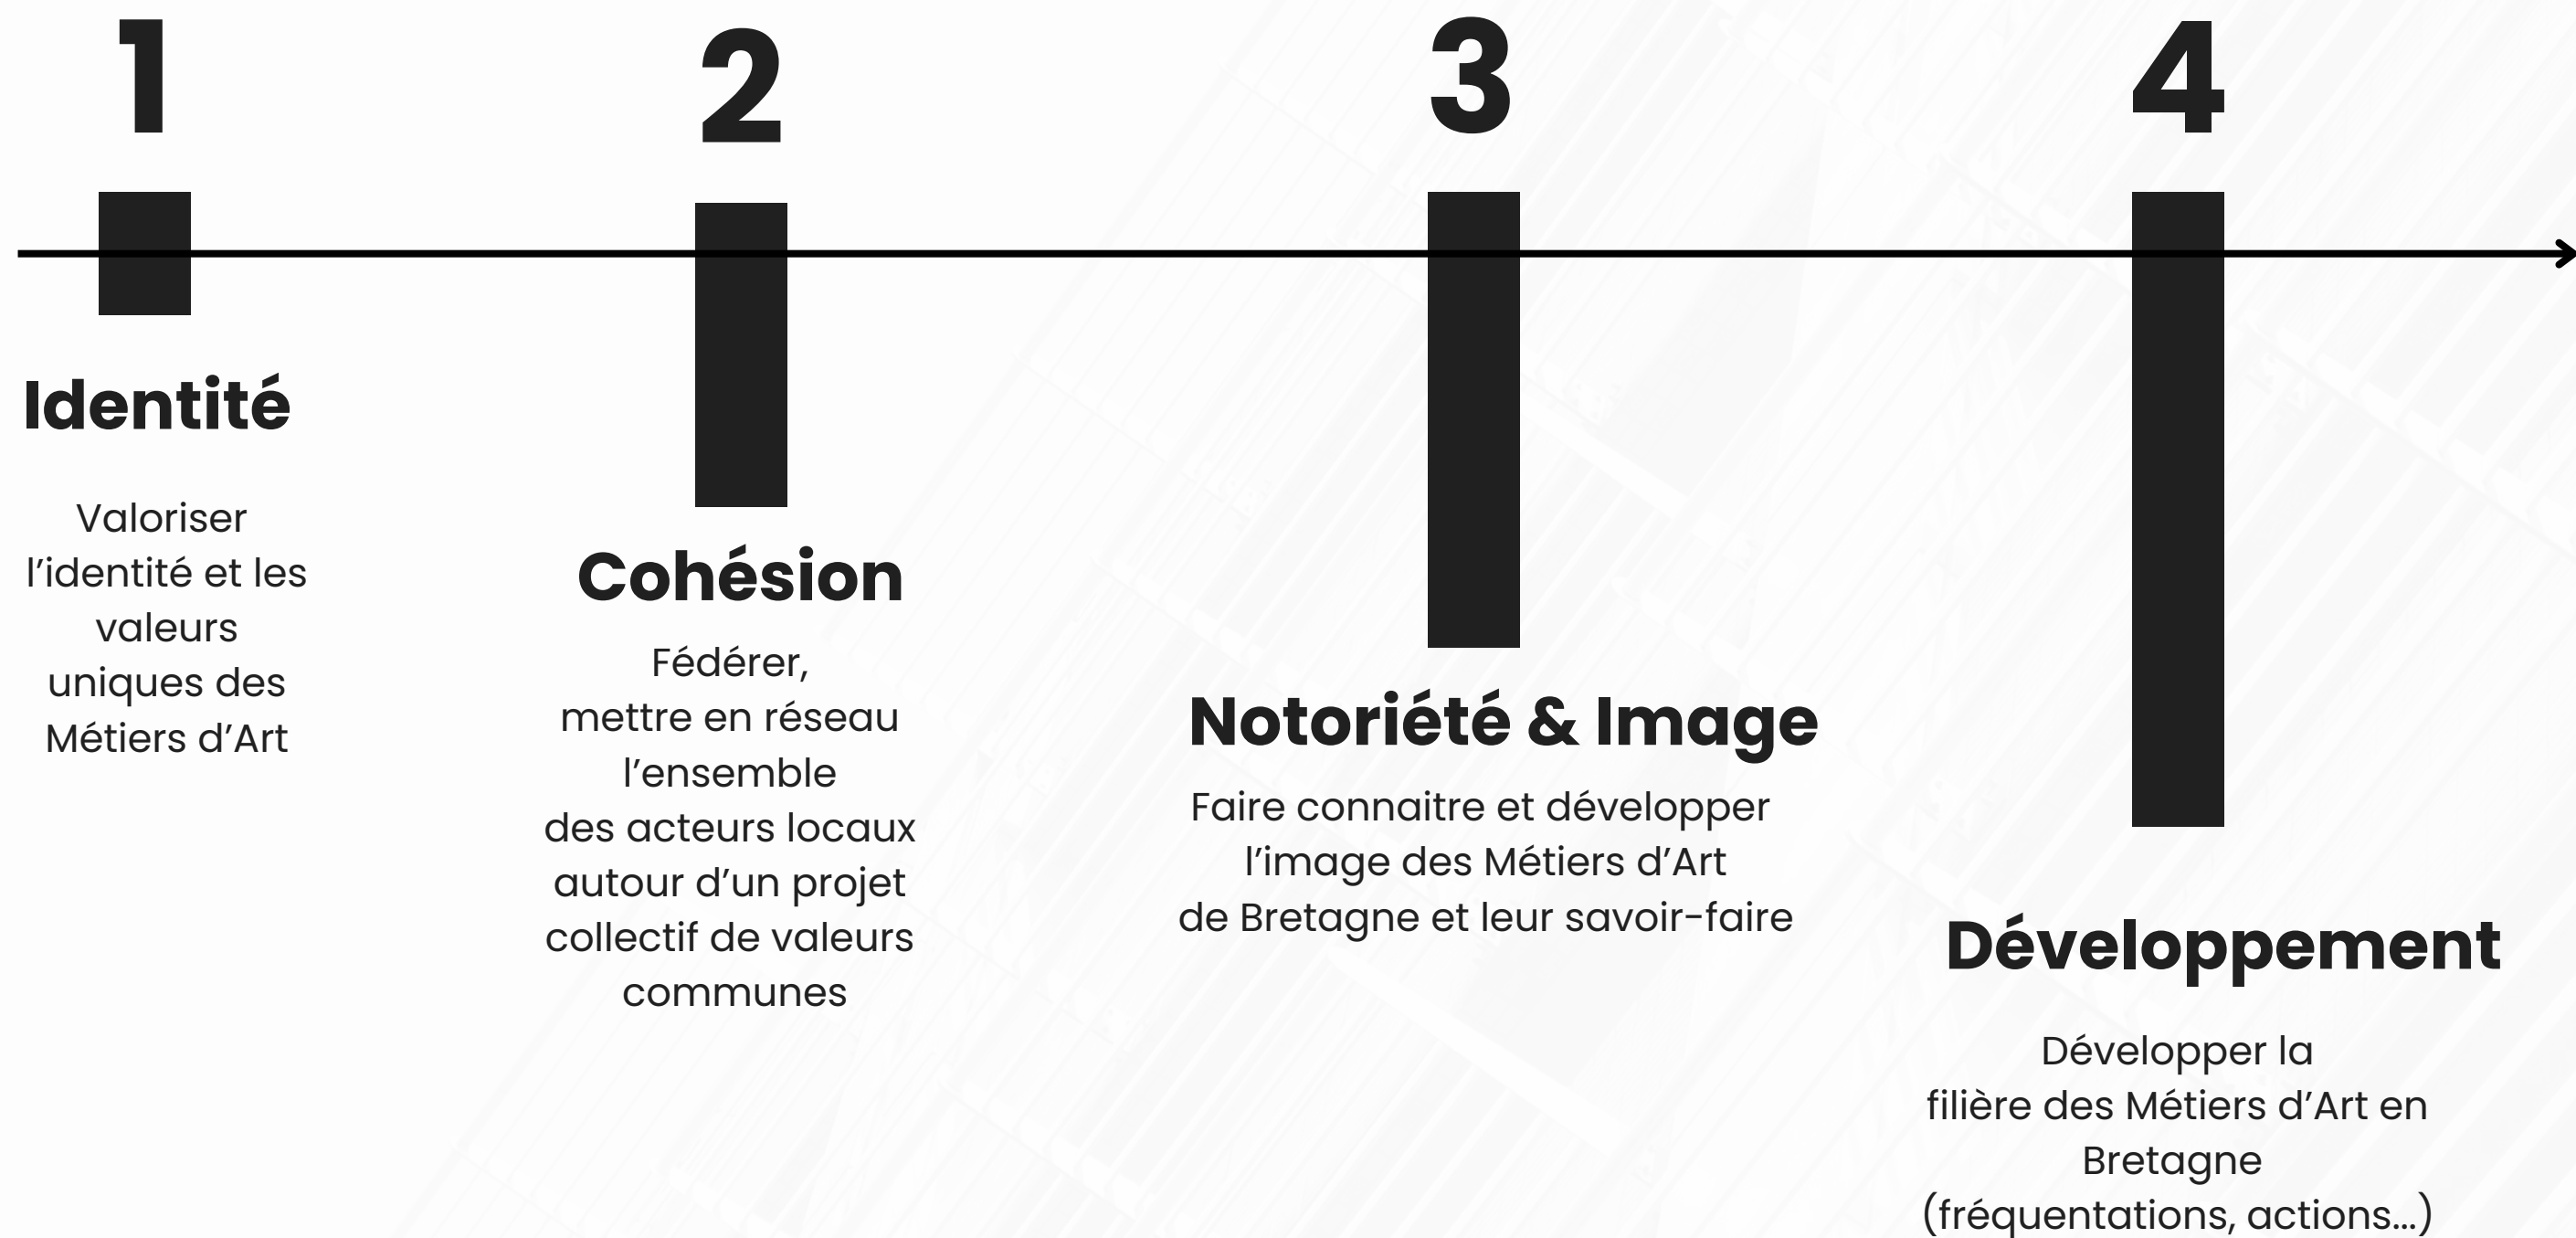 1
Identité
Valoriser
l’identité et les
valeurs
uniques des
Métiers d’Art
2
Cohésion
Fédérer,
mettre en réseau
l’ensemble
des acteurs locaux
autour d’un projet
collectif de valeurs
communes
3
Notoriété & Image
Faire connaitre et développer
l’image des Métiers d’Art
de Bretagne et leur savoir-faire
4
Développement
Développer la
filière des Métiers d’Art en
Bretagne
(fréquentations, actions...)